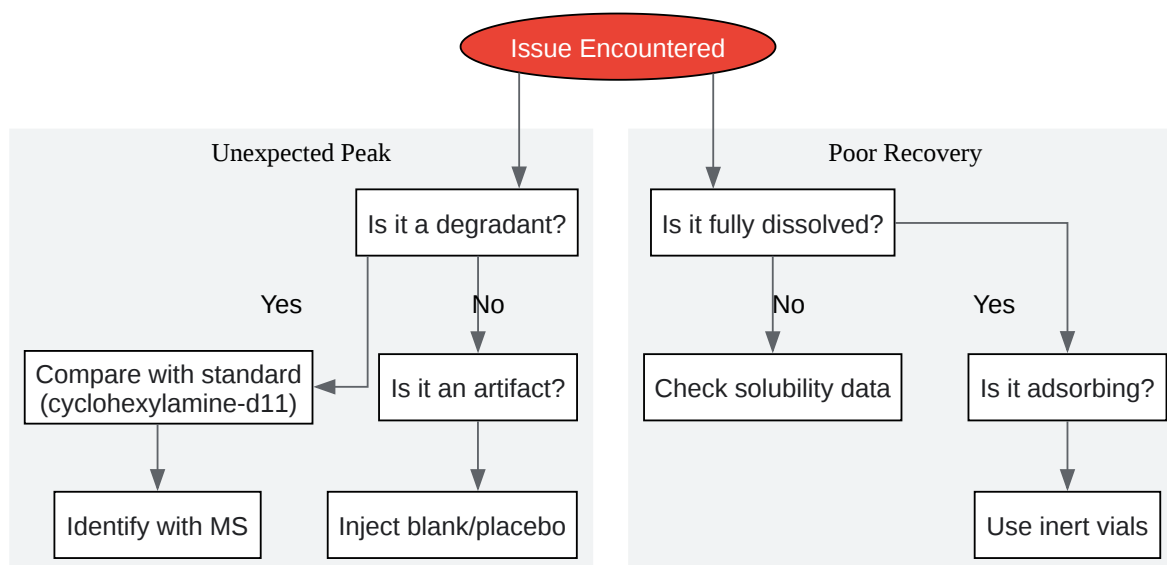 Issue Encountered
Unexpected Peak
Is it a degradant?
Yes
No
Compare with standard
(cyclohexylamine-d11)
Is it an artifact?
Identify with MS
Inject blank/placebo
Poor Recovery
Is it fully dissolved?
No
Yes
Check solubility data
Is it adsorbing?
Use inert vials